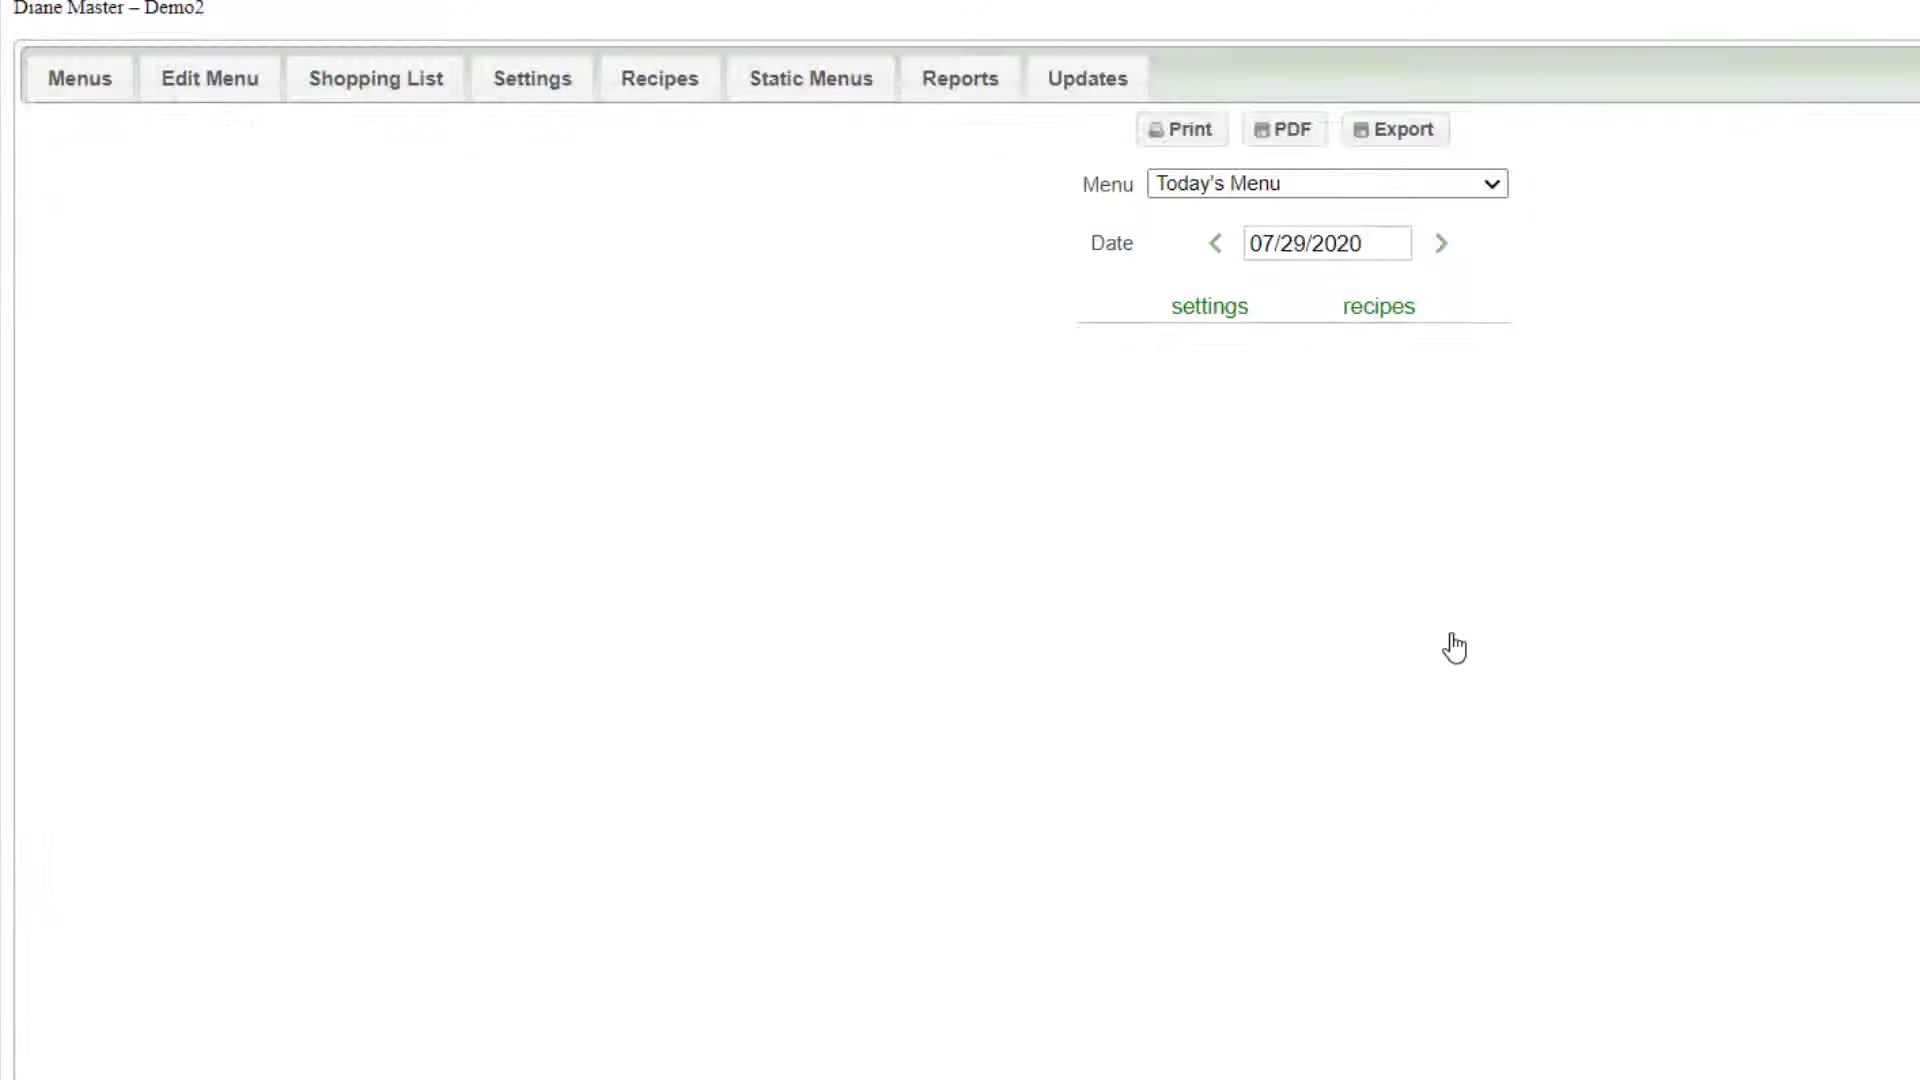 Diane Master – Demo2
Menus Edit Menu Shopping List Settings Recipes Static Menus Reports Updates
Print PDF Export
Menu Today's Menu
Date 07/29/2020
settings recipes